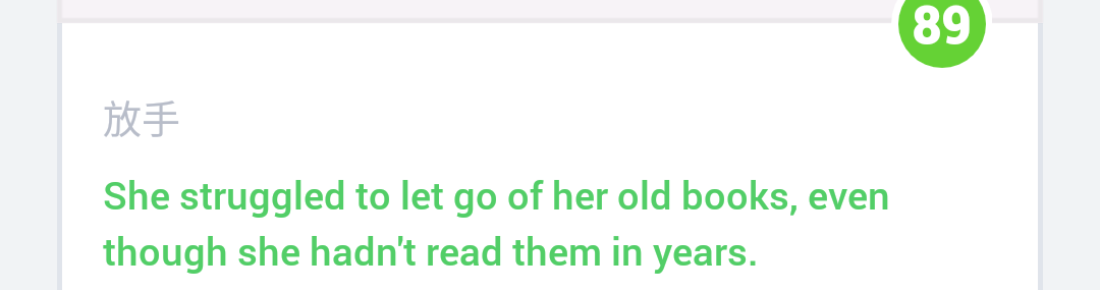 89
放手
She struggled to let go of her old books, even
though she hadn't read them in years.